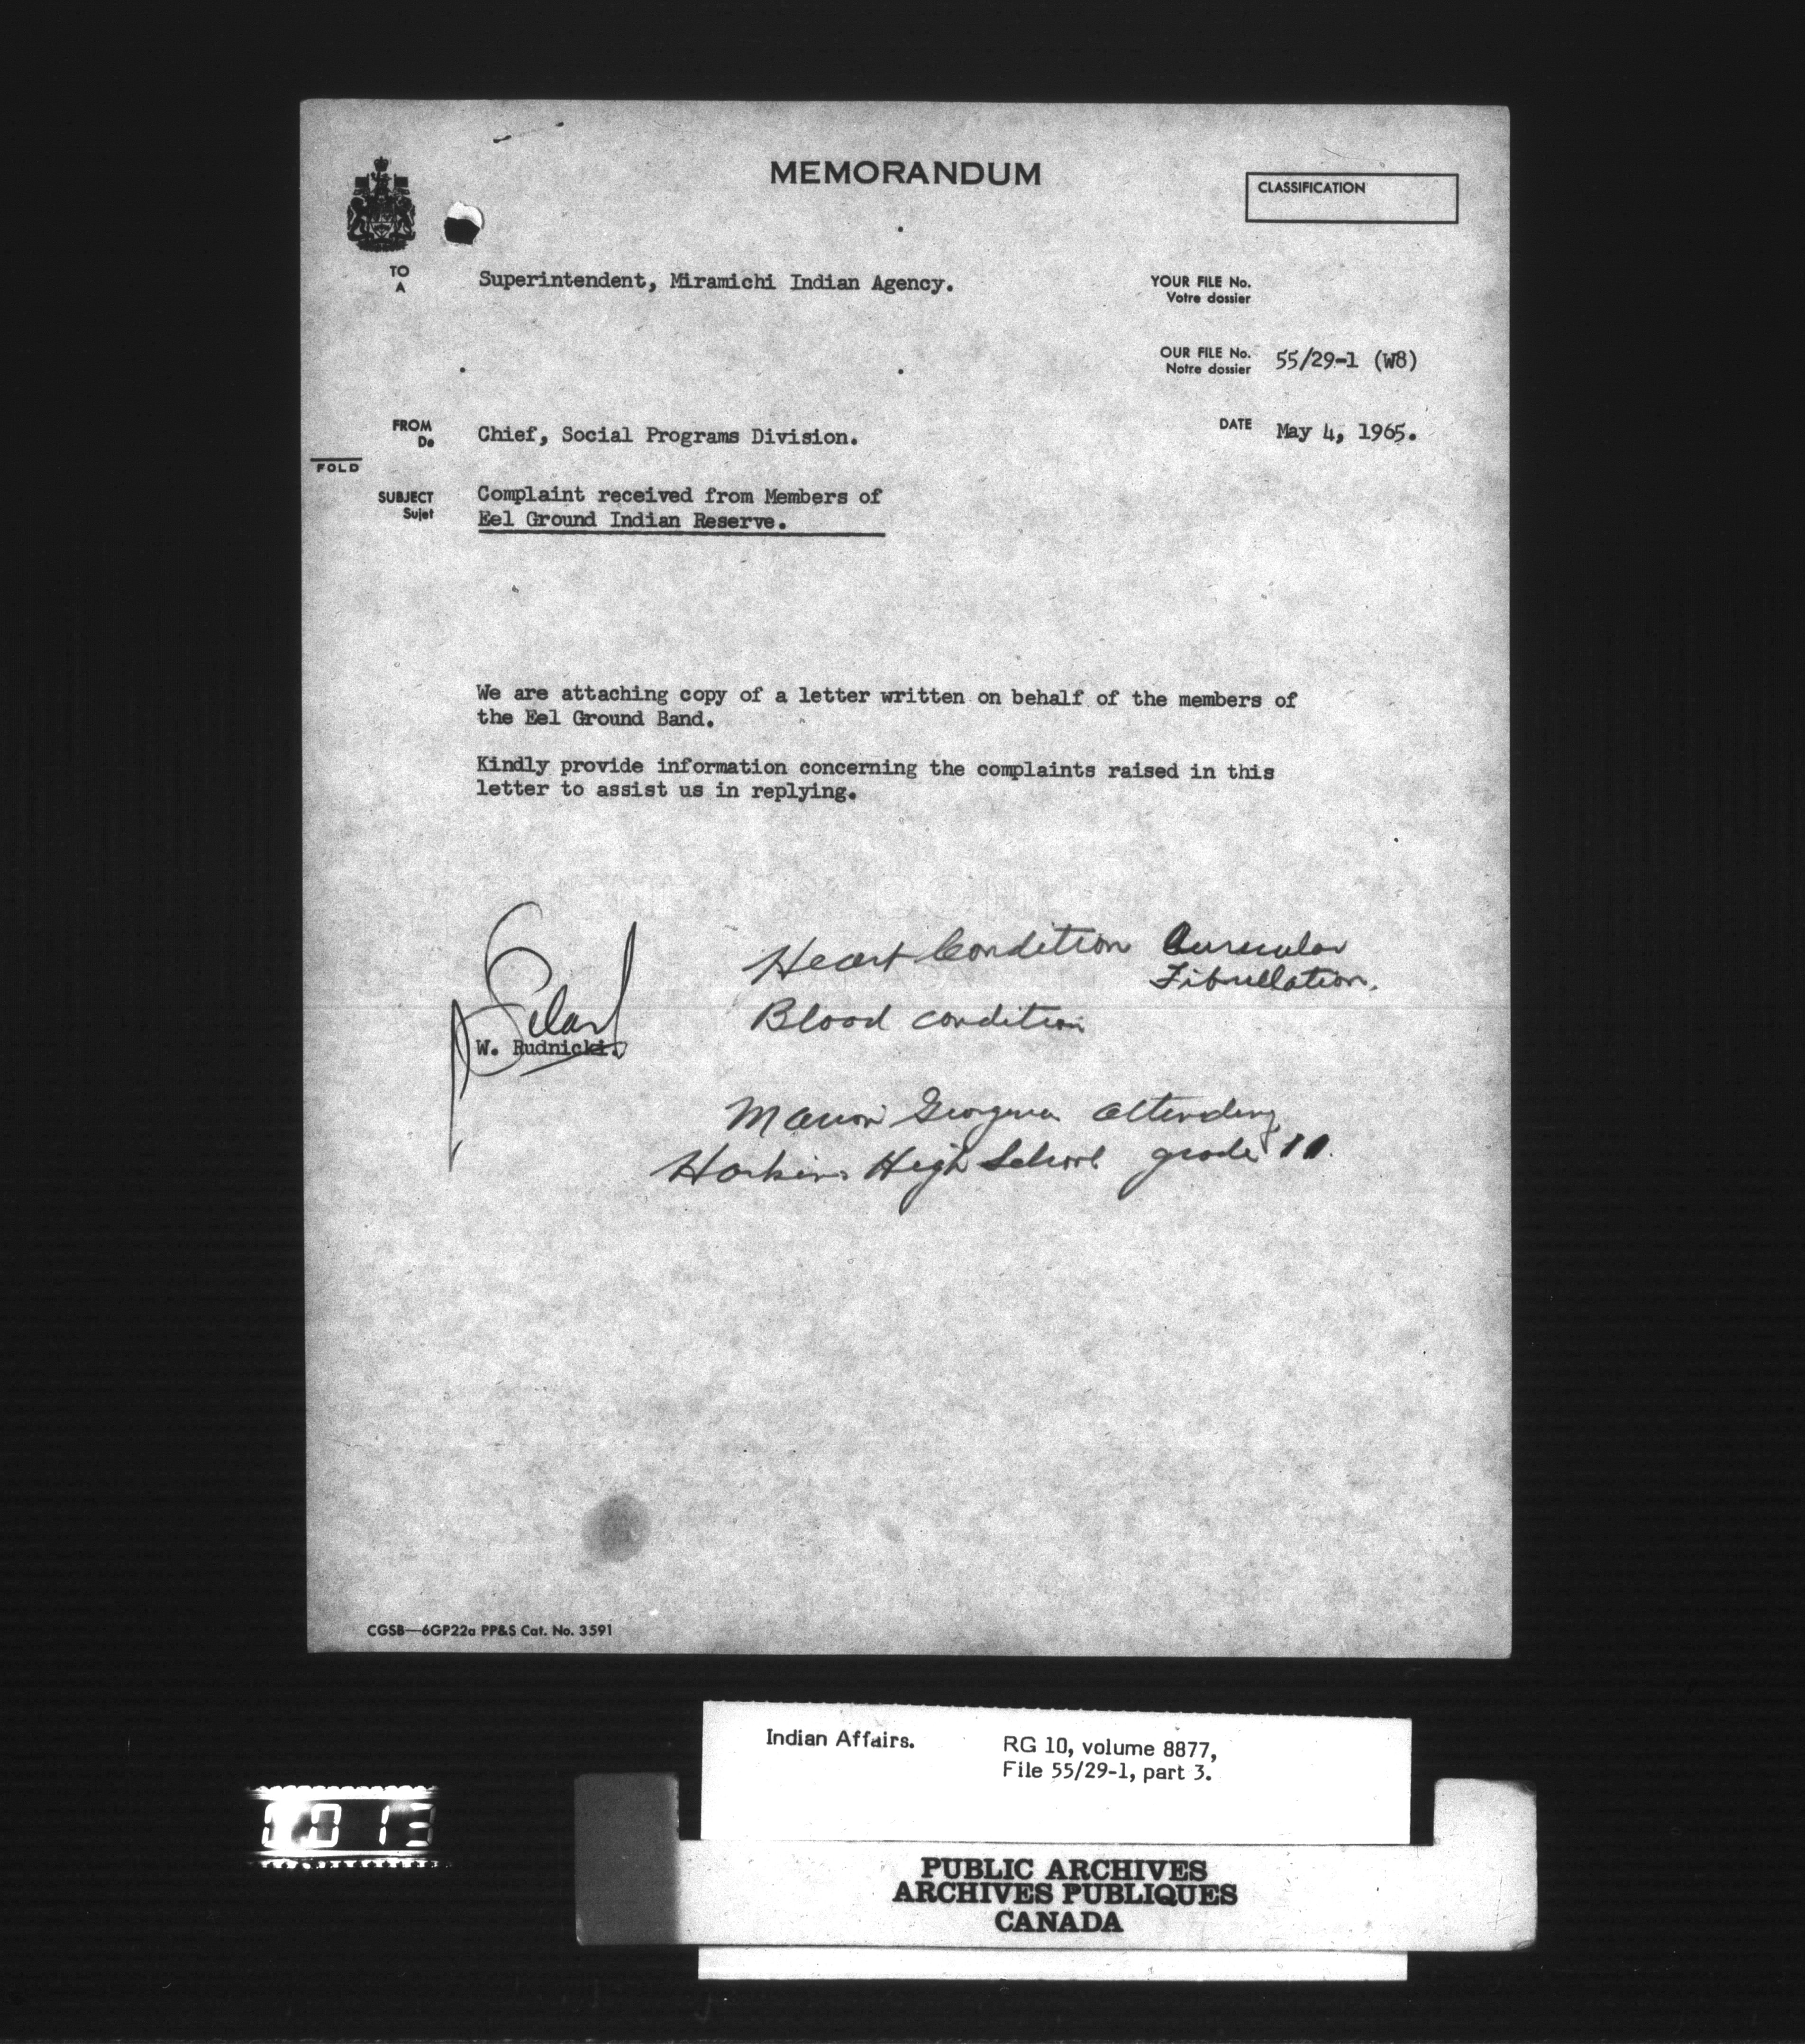 MEMORANDUM
CLASSIFICATION
TO
A
Superintendent, Miramichi Indian Agency.
YOUR FILE No.
Votre dossier
OUR FILE No.
Notre dossier
55/29-1 (W8)
FROM
De
Chief, Social Programs Division.
DATE
May 4, 1965.
FOLD
SUBJECT
Sujet
Complaint received from Members of
Eel Ground Indian Reserve.
We are attaching copy of a letter written on behalf of the members of
the Eel Ground Band.
Kindly provide information concerning the complaints raised in this
letter to assist us in replying.
Heart Condition Auricular
Fibrillation.
Blood condition
W. Rudnicki.
Georgina attending
Harkins High School grade
CGSB—6GP22a PP&S Cat. No. 3591
Indian Affairs.
RG 10, volume 8877,
File 55/29-1, part 3.
0013
PUBLIC ARCHIVES
ARCHIVES PUBLIQUES
CANADA